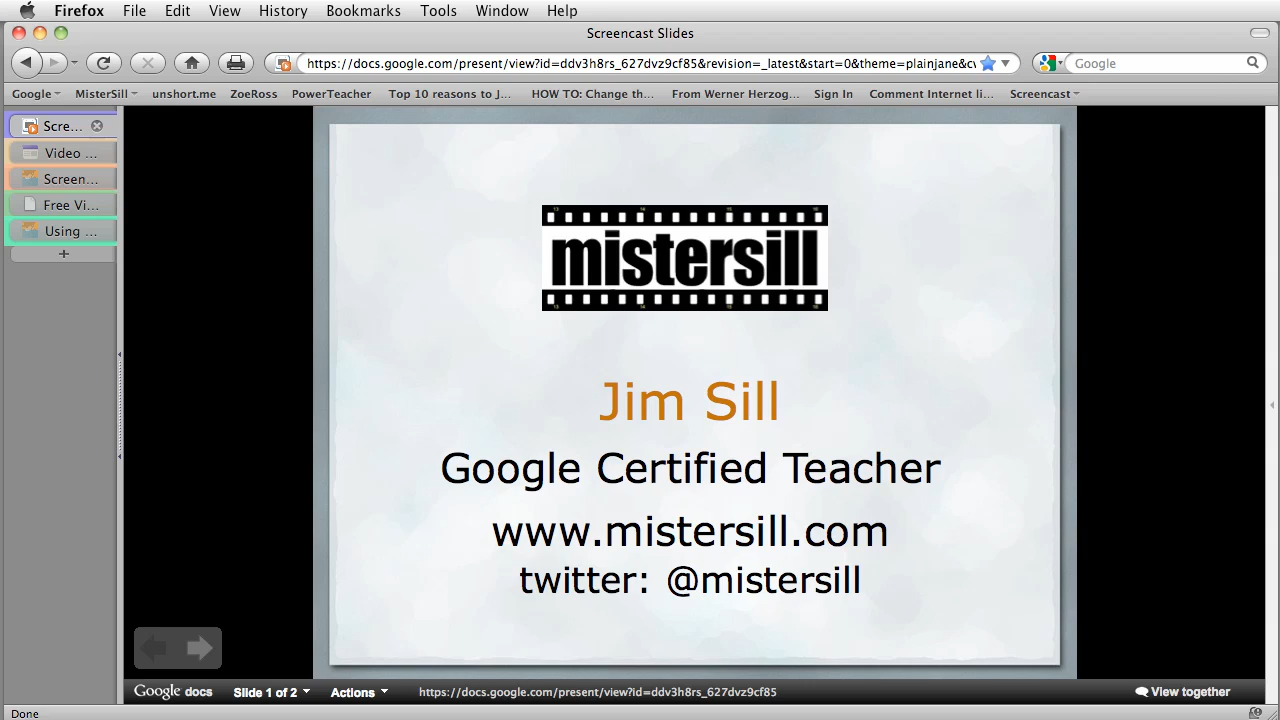 Firefox File Edit View History Bookmarks Tools Window Help
Screencast Slides
https://docs.google.com/present/view?id=ddv3h8rs_627dvz9cf85&revision=_latest&start=0&theme=plainjane&cv
Google
Google MisterSill unshort.me ZoeRoss PowerTeacher Top 10 reasons to J... HOW TO: Change th... From Werner Herzog... Sign In Comment Internet li... Screencast
Scre...
Video ...
Screen...
Free Vi...
Using ...
+
mistersill
Jim Sill
Google Certified Teacher
www.mistersill.com
twitter: @mistersill
Google docs Slide 1 of 2 Actions https://docs.google.com/present/view?id=ddv3h8rs_627dvz9cf85 View together
Done